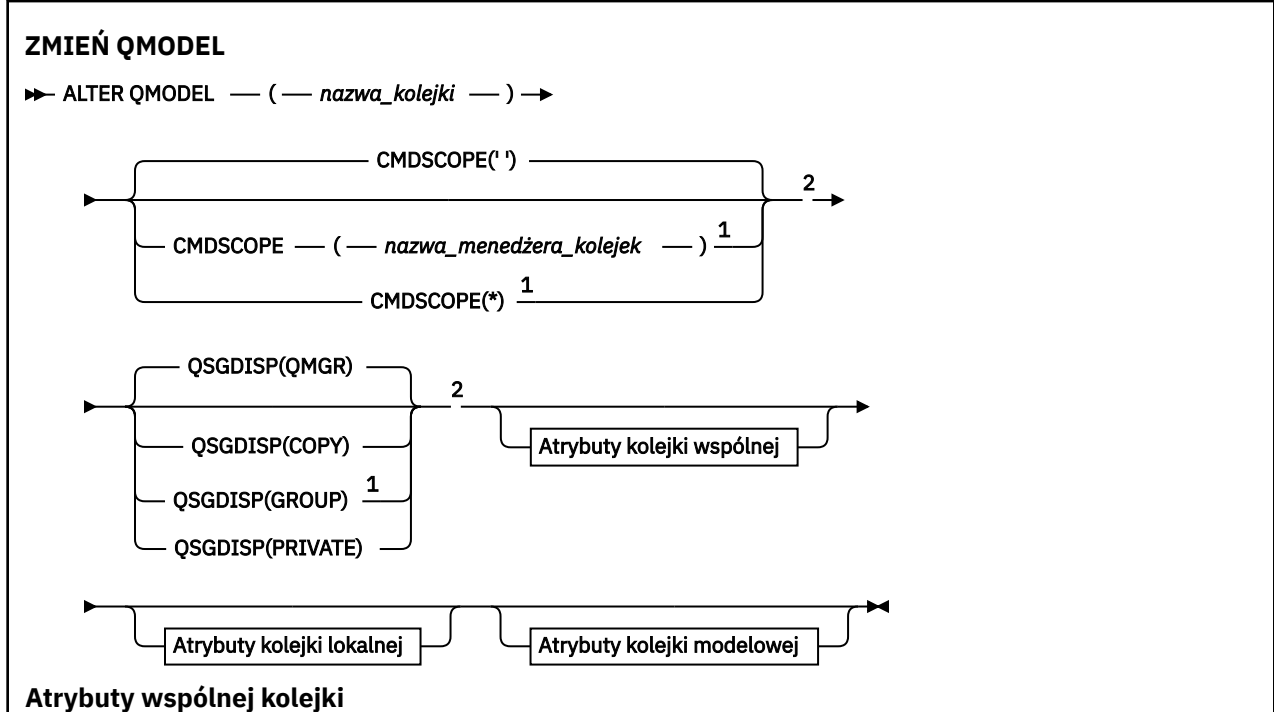 ZMIEŃ QMODEL
ALTER QMODEL ( nazwa_kolejki )
CMDSCOPE(' ')
2
CMDSCOPE ( nazwa_menedżera_kolejek ) 1
CMDSCOPE(*) 1
QSGDISP(QMGR)
2
QSGDISP(COPY) Atrybuty kolejki wspólnej
QSGDISP(GROUP) 1
QSGDISP(PRIVATE)
Atrybuty kolejki lokalnej Atrybuty kolejki modelowej
Atrybuty wspólnej kolejki